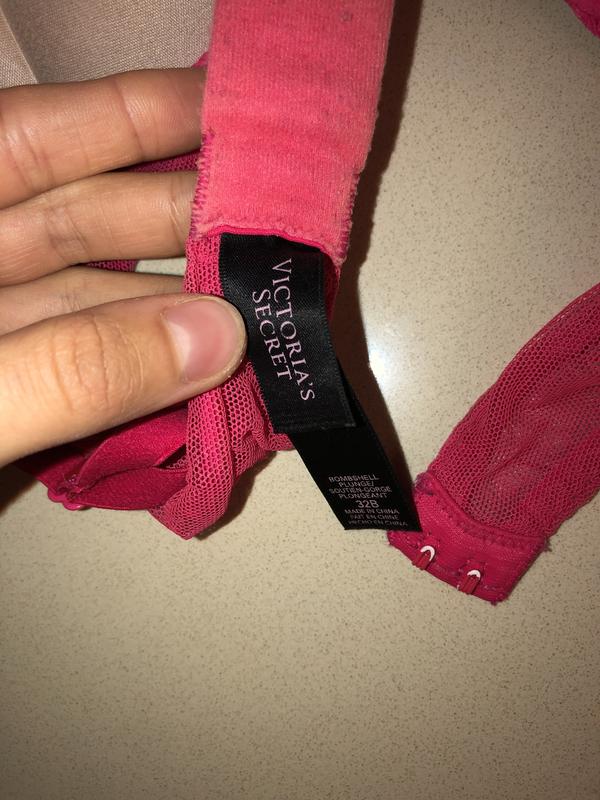 VICTORIA'S
SECRET
BOMBSHELL
PLUNGE/
SOUTIEN-GORGE
PLONGEANT
32B
MADE IN CHINA
FAIT EN CHINE
HECHO EN CHINA